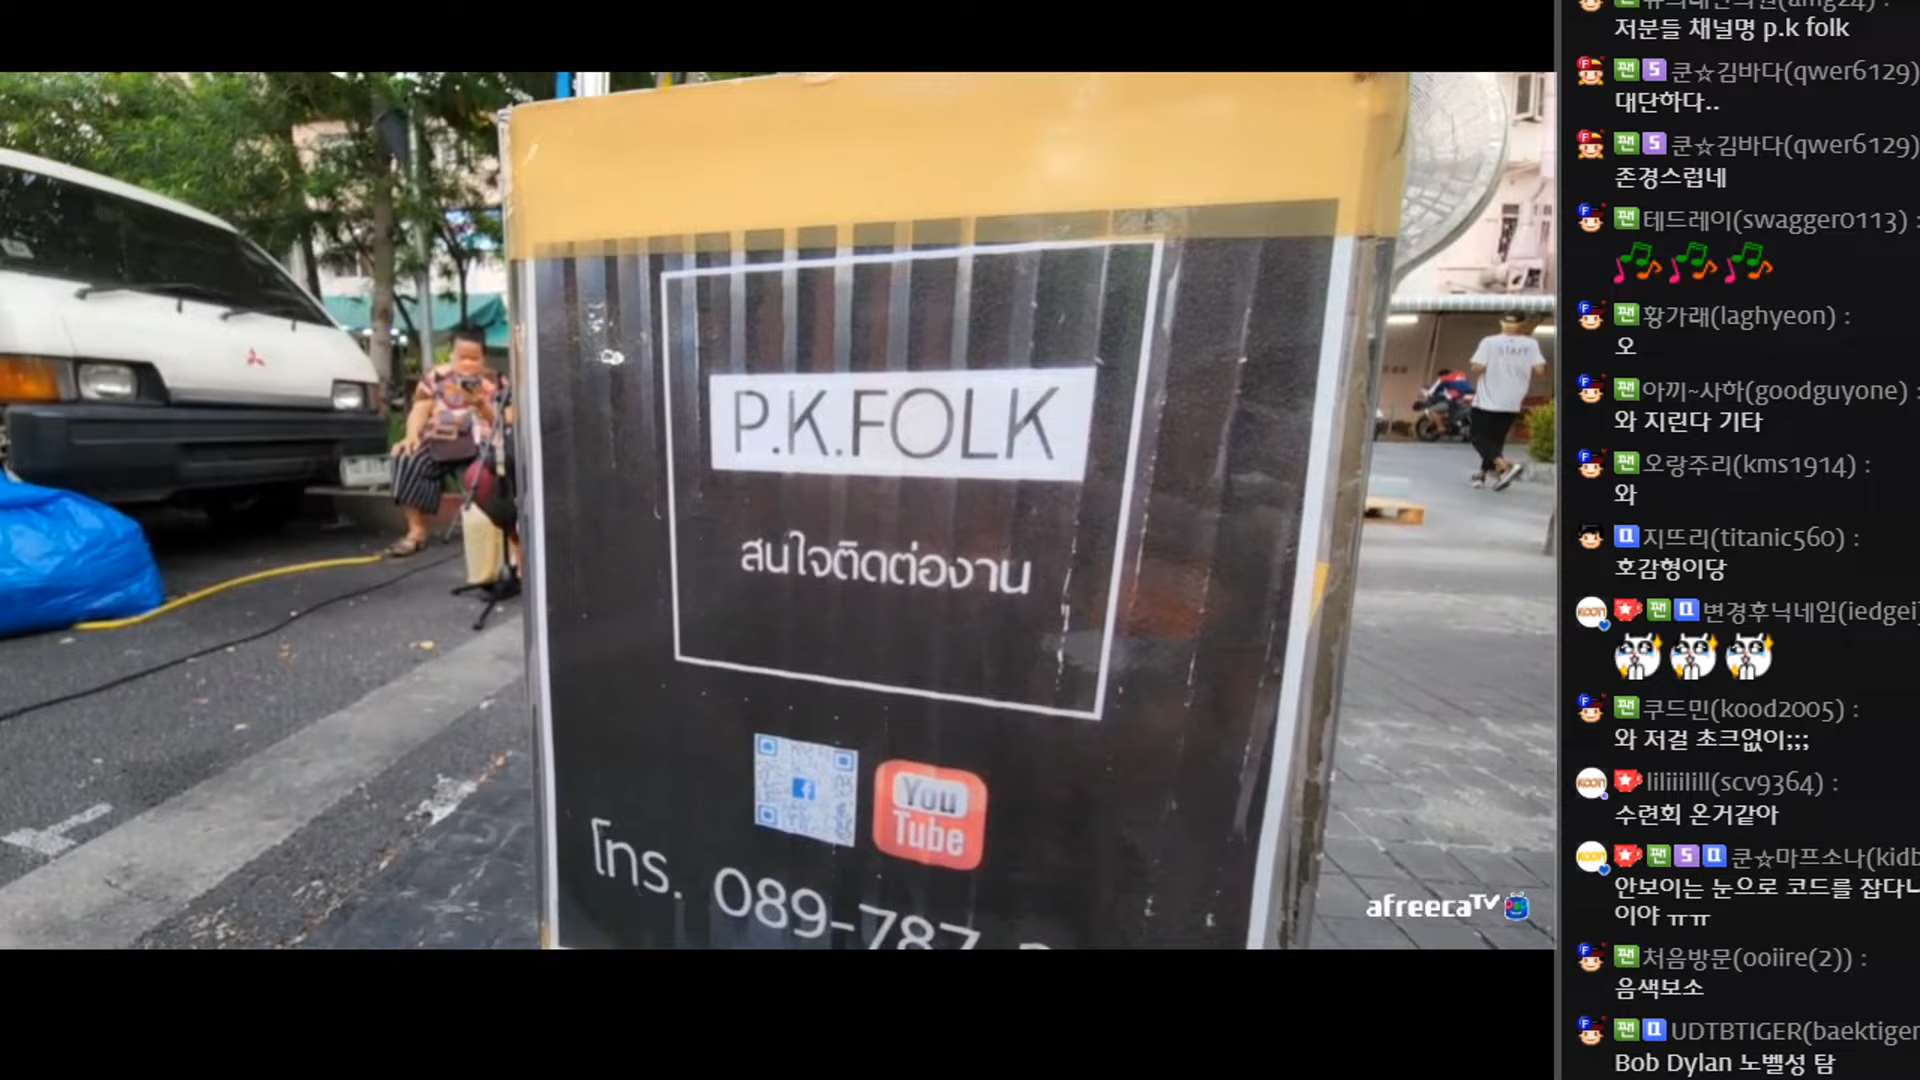 P.K.FOLK
สนใจติดต่องาน
You
Tube
โทร. 089-787
STAFF
afreecaTV
저분들 채널명 p.k folk
쿤☆김바다(qwer6129)
대단하다..
쿤☆김바다(qwer6129)
존경스럽네
테드레이(swagger0113) :
황가래(laghyeon) :
오
아끼~사하(goodguyone) :
와 지린다 기타
오랑주리(kms1914) :
와
지뜨리(titanic560) :
호감형이당
변경후닉네임(iedgei
쿠드민(kood2005) :
와 저걸 초크없이;;;
(scv9364) :
수련회 온거같아
쿤☆마프소나(kidb
안보이는 눈으로 코드를 잡다니
이야 ㅠㅠ
처음방문(ooiire(2)) :
음색보소
UDTBTIGER(baektiger
Bob Dylan 노벨성 탐